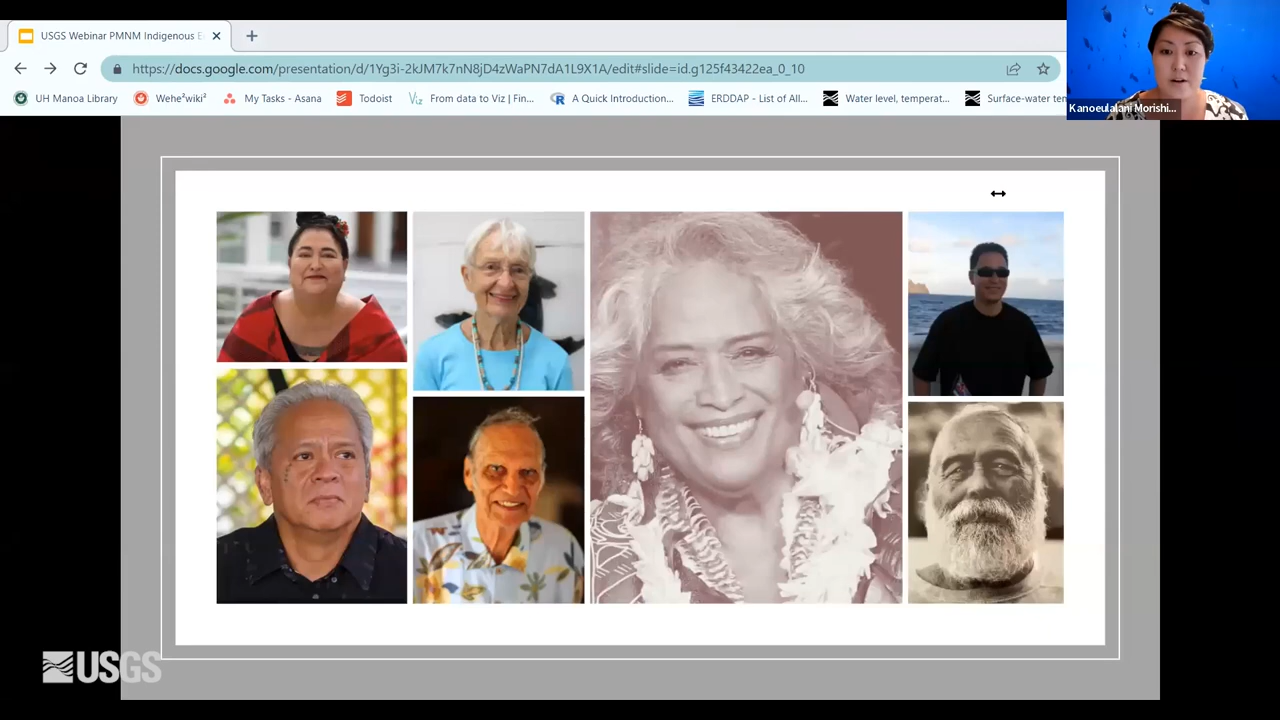 USGS Webinar PMNM Indigenous E
https://docs.google.com/presentation/d/1Yg3i-2kJM7k7nN8jD4zWaPN7dA1L9X1A/edit#slide=id.g125f43422ea_0_10
UH Manoa Library
Wehe²wiki²
My Tasks - Asana
Todoist
From data to Viz | Fin...
A Quick Introduction...
ERDDAP - List of All...
Water level, temperat...
Surface-water tem
Kanoeulalani Morishi...
USGS